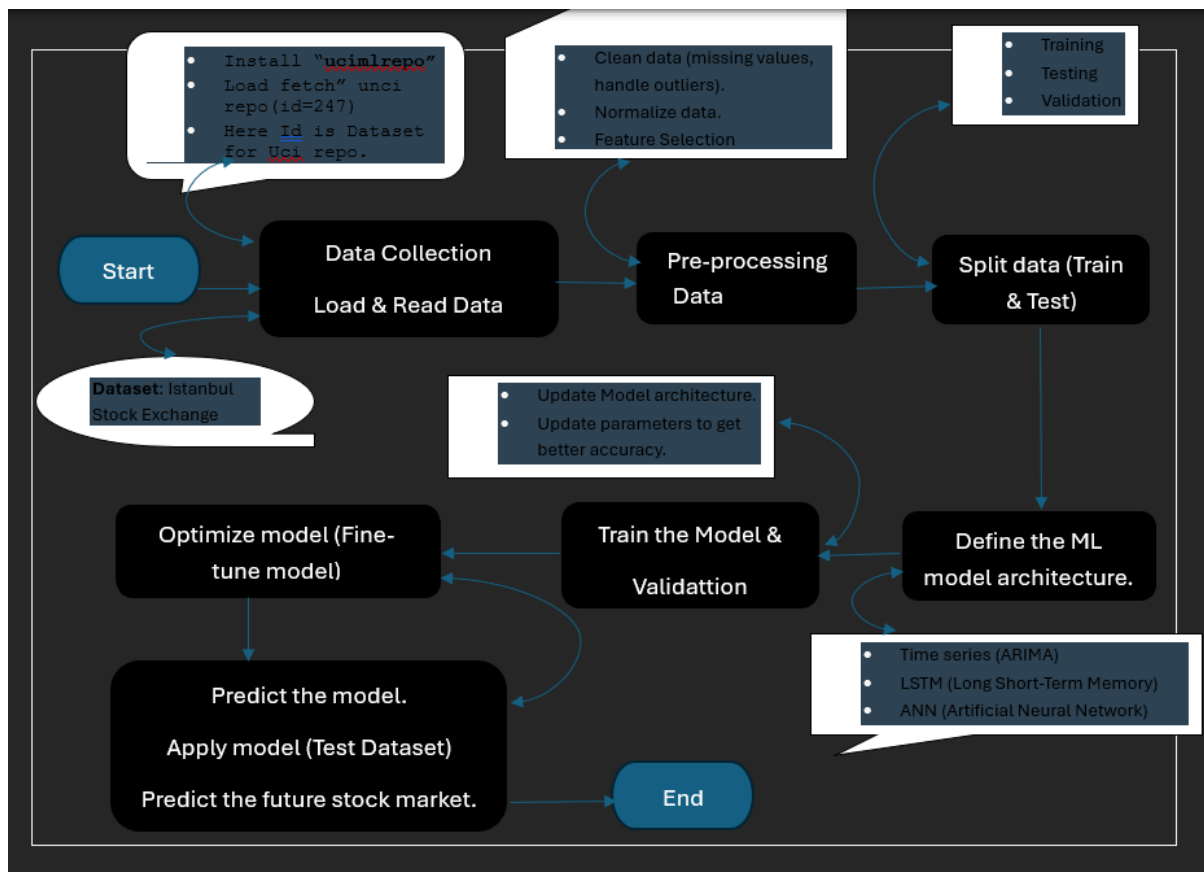 Install “ucimlrepo”
Load fetch” unci
repo(id=247)
Here Id is Dataset
for Uci repo.
Clean data (missing values,
handle outliers).
Normalize data.
Feature Selection
Training
Testing
Validation
Start
Data Collection
Load & Read Data
Pre-processing
Data
Split data (Train
& Test)
Dataset: Istanbul
Stock Exchange
Update Model architecture.
Update parameters to get
better accuracy.
Optimize model (Fine-
tune model)
Train the Model &
Validattion
Define the ML
model architecture.
Time series (ARIMA)
LSTM (Long Short-Term Memory)
ANN (Artificial Neural Network)
Predict the model.
Apply model (Test Dataset)
Predict the future stock market.
End